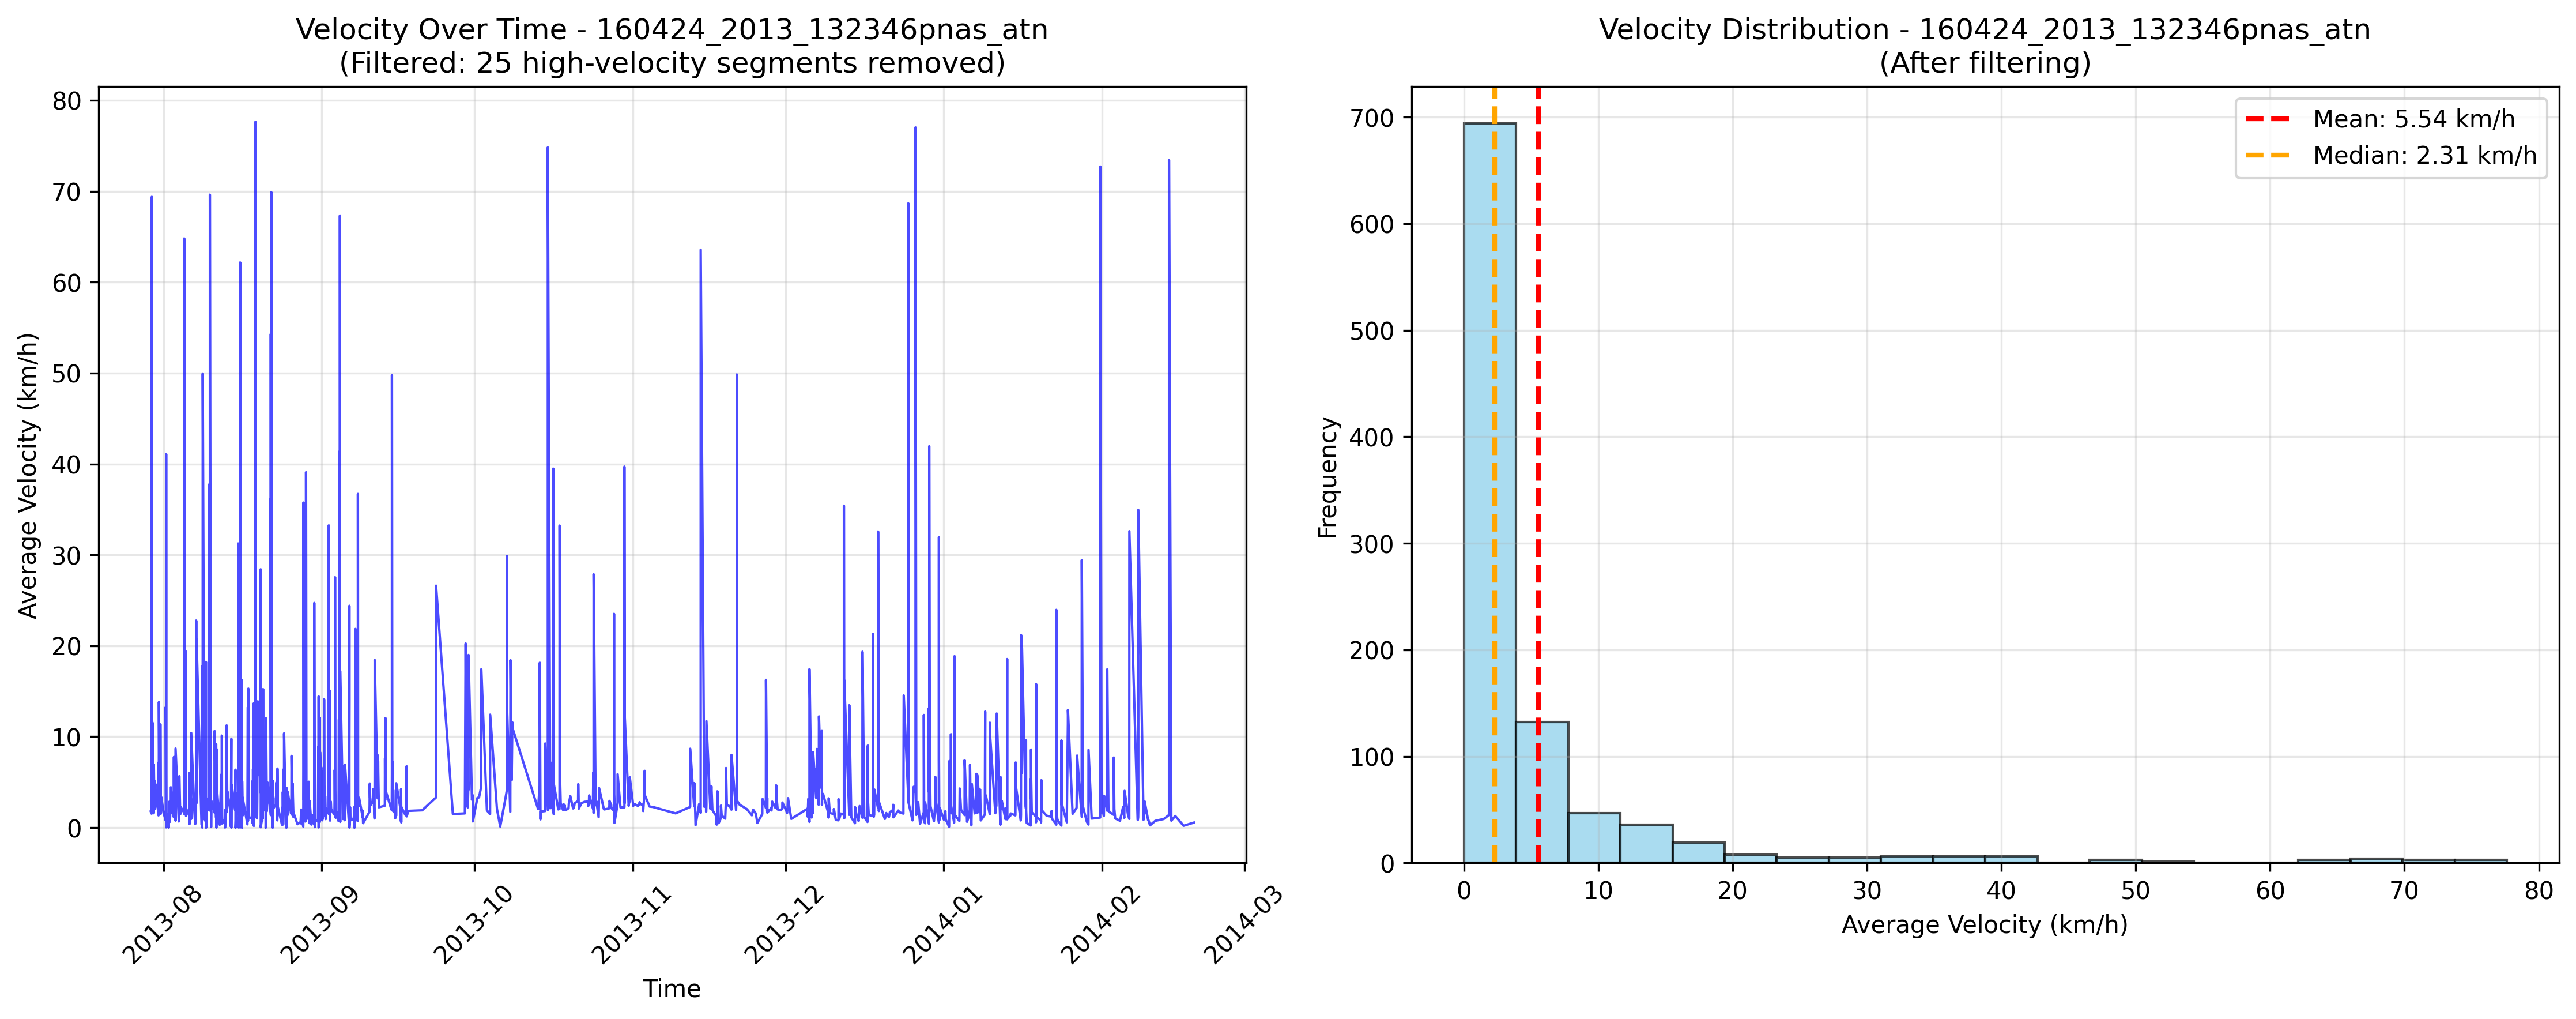 Velocity Over Time - 160424_2013_132346pnas_atn
(Filtered: 25 high-velocity segments removed)
80
70
60
50
40
30
20
10
0
Average Velocity (km/h)
2013-08
2013-09
2013-10
2013-11
2013-12
2014-01
2014-02
2014-03
Time
Velocity Distribution - 160424_2013_132346pnas_atn
(After filtering)
Mean: 5.54 km/h
Median: 2.31 km/h
700
600
500
400
300
200
100
0
Frequency
0 10 20 30 40 50 60 70 80
Average Velocity (km/h)